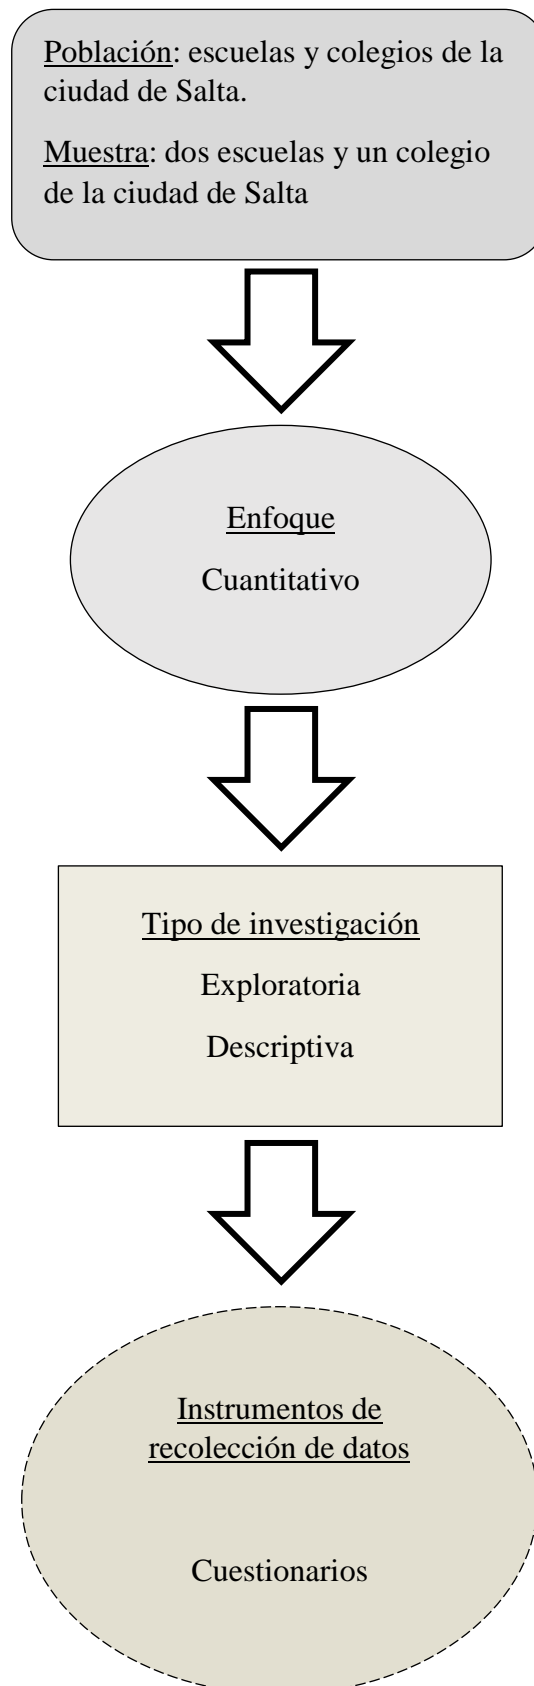 Población: escuelas y colegios de la
ciudad de Salta.
Muestra: dos escuelas y un colegio
de la ciudad de Salta
Enfoque
Cuantitativo
Tipo de investigación
Exploratoria
Descriptiva
Instrumentos de
recolección de datos
Cuestionarios